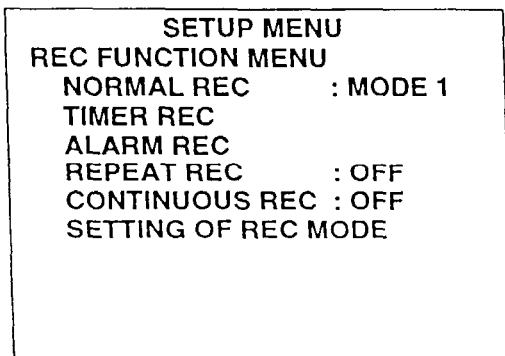 SETUP MENU
REC FUNCTION MENU
NORMAL REC : MODE 1
TIMER REC
ALARM REC
REPEAT REC : OFF
CONTINUOUS REC : OFF
SETTING OF REC MODE